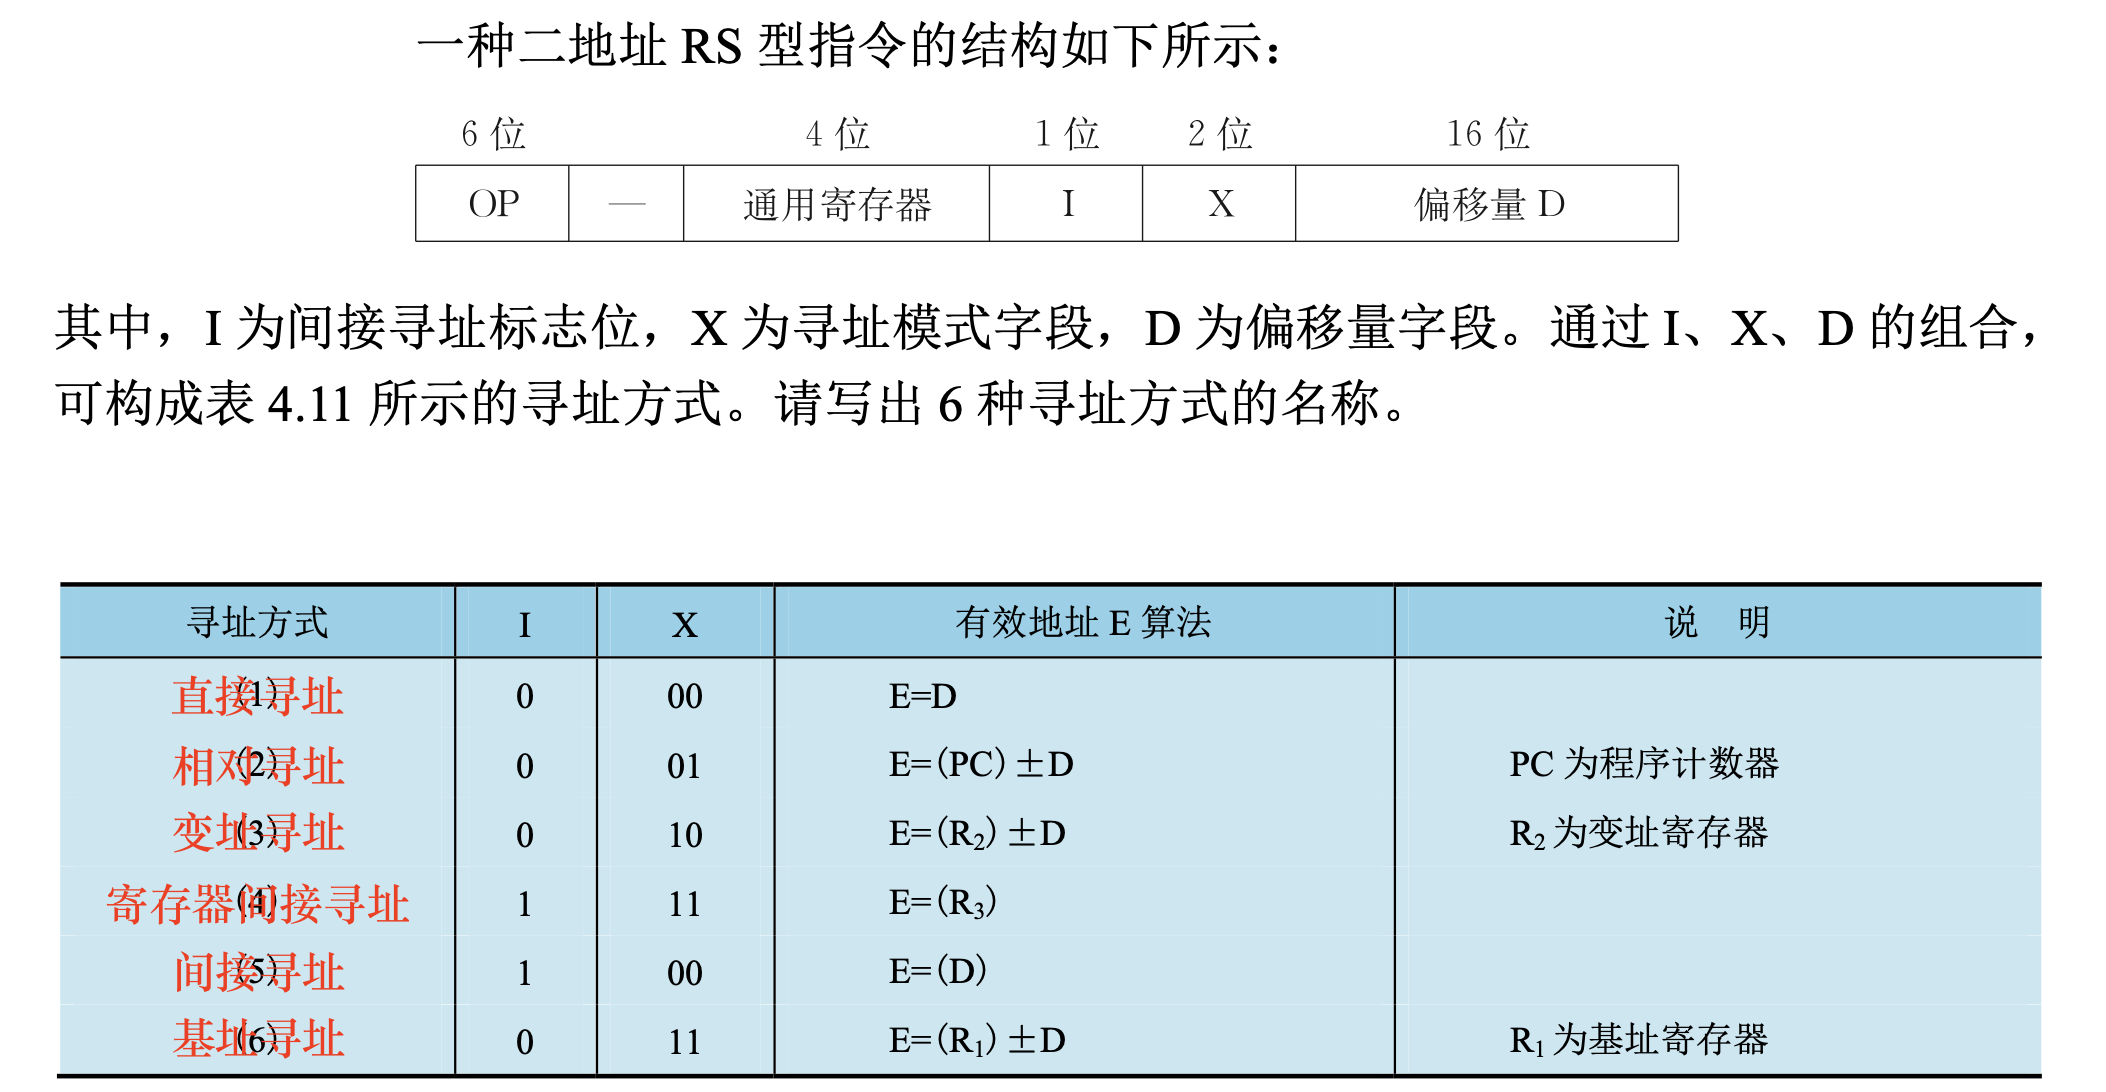 一种二地址 RS 型指令的结构如下所示：
6 位 4 位 1 位 2 位 16 位
OP — 通用寄存器 I X 偏移量 D
其中，I 为间接寻址标志位，X 为寻址模式字段，D 为偏移量字段。通过 I、X、D 的组合，
可构成表 4.11 所示的寻址方式。请写出 6 种寻址方式的名称。
寻址方式 I X 有效地址 E 算法 说 明
(1) 直接寻址 0 00 E=D
(2) 相对寻址 0 01 E=(PC)±D PC 为程序计数器
(3) 变址寻址 0 10 E=(R₂)±D R₂ 为变址寄存器
(4) 寄存器间接寻址 1 11 E=(R₃)
(5) 间接寻址 1 00 E=(D)
(6) 基址寻址 0 11 E=(R₁)±D R₁ 为基址寄存器